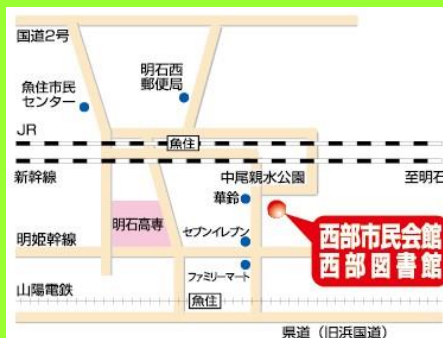 国道2号
明石西
郵便局
魚住市民
センター
JR
魚住
新幹線
中尾親水公園
至明石
華鈴
明石高専
セブンイレブン
西部市民会館
西部図書館
明姫幹線
ファミリーマート
山陽電鉄
魚住
県道（旧浜国道）